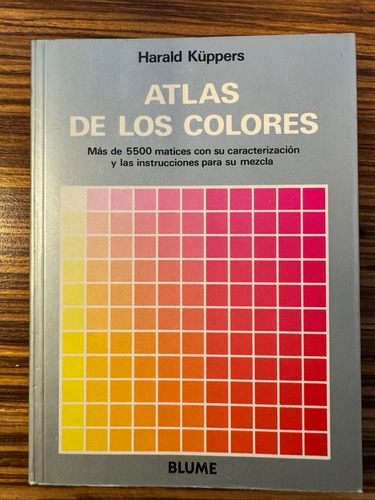 Harald Küppers
ATLAS
DE LOS COLORES
Más de 5500 matices con su caracterización
y las instrucciones para su mezcla
BLUME